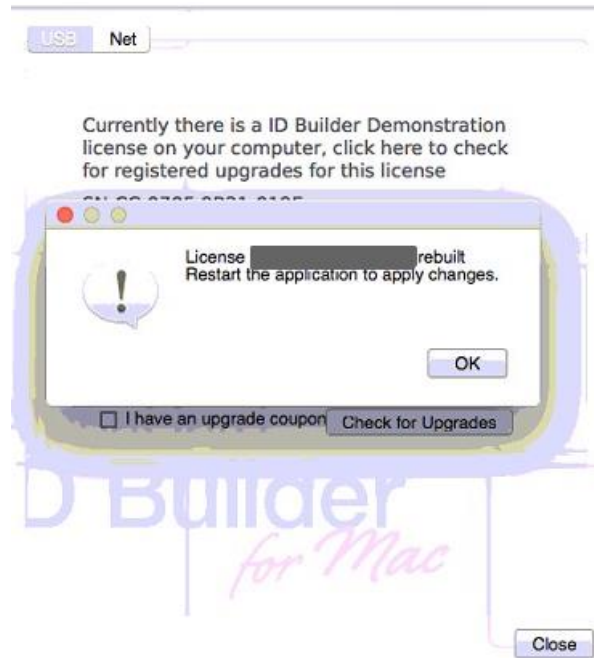 USB Net
Currently there is a ID Builder Demonstration
license on your computer, click here to check
for registered upgrades for this license
License rebuilt
Restart the application to apply changes.
OK
I have an upgrade coupon Check for Upgrades
ID Builder
for Mac
Close